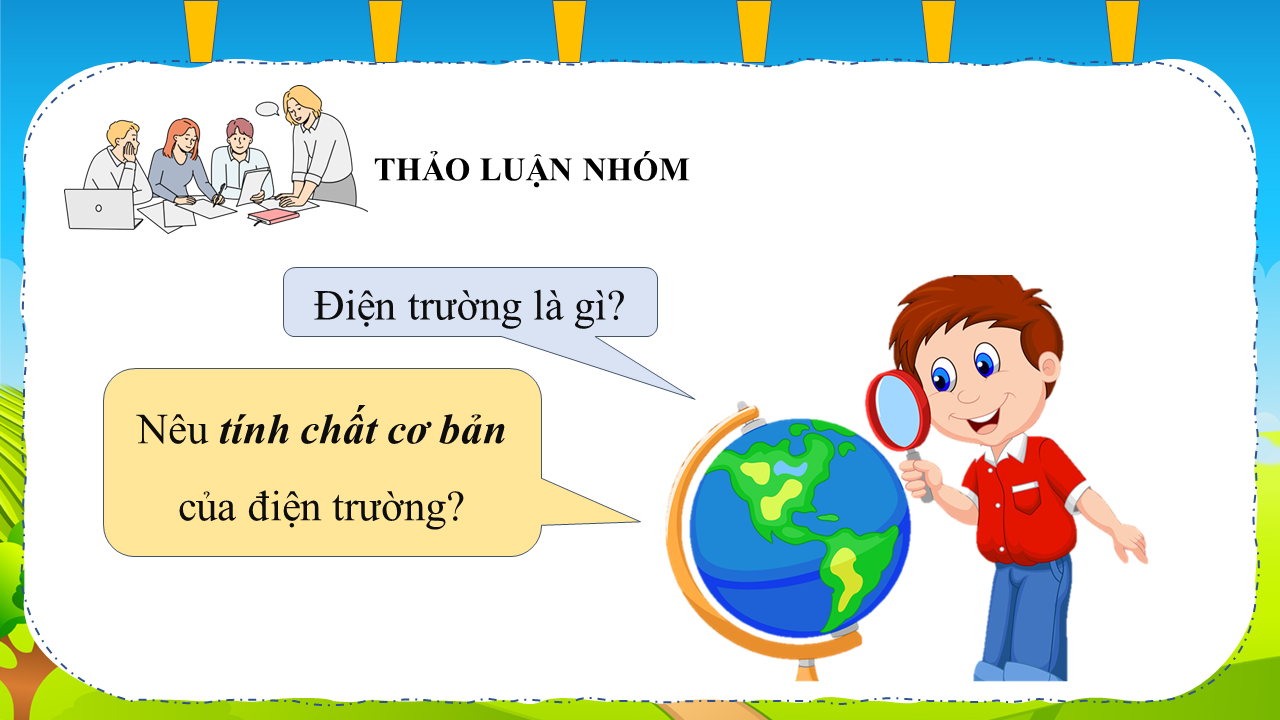 THẢO LUẬN NHÓM
Điện trường là gì?
Nêu tính chất cơ bản
của điện trường?